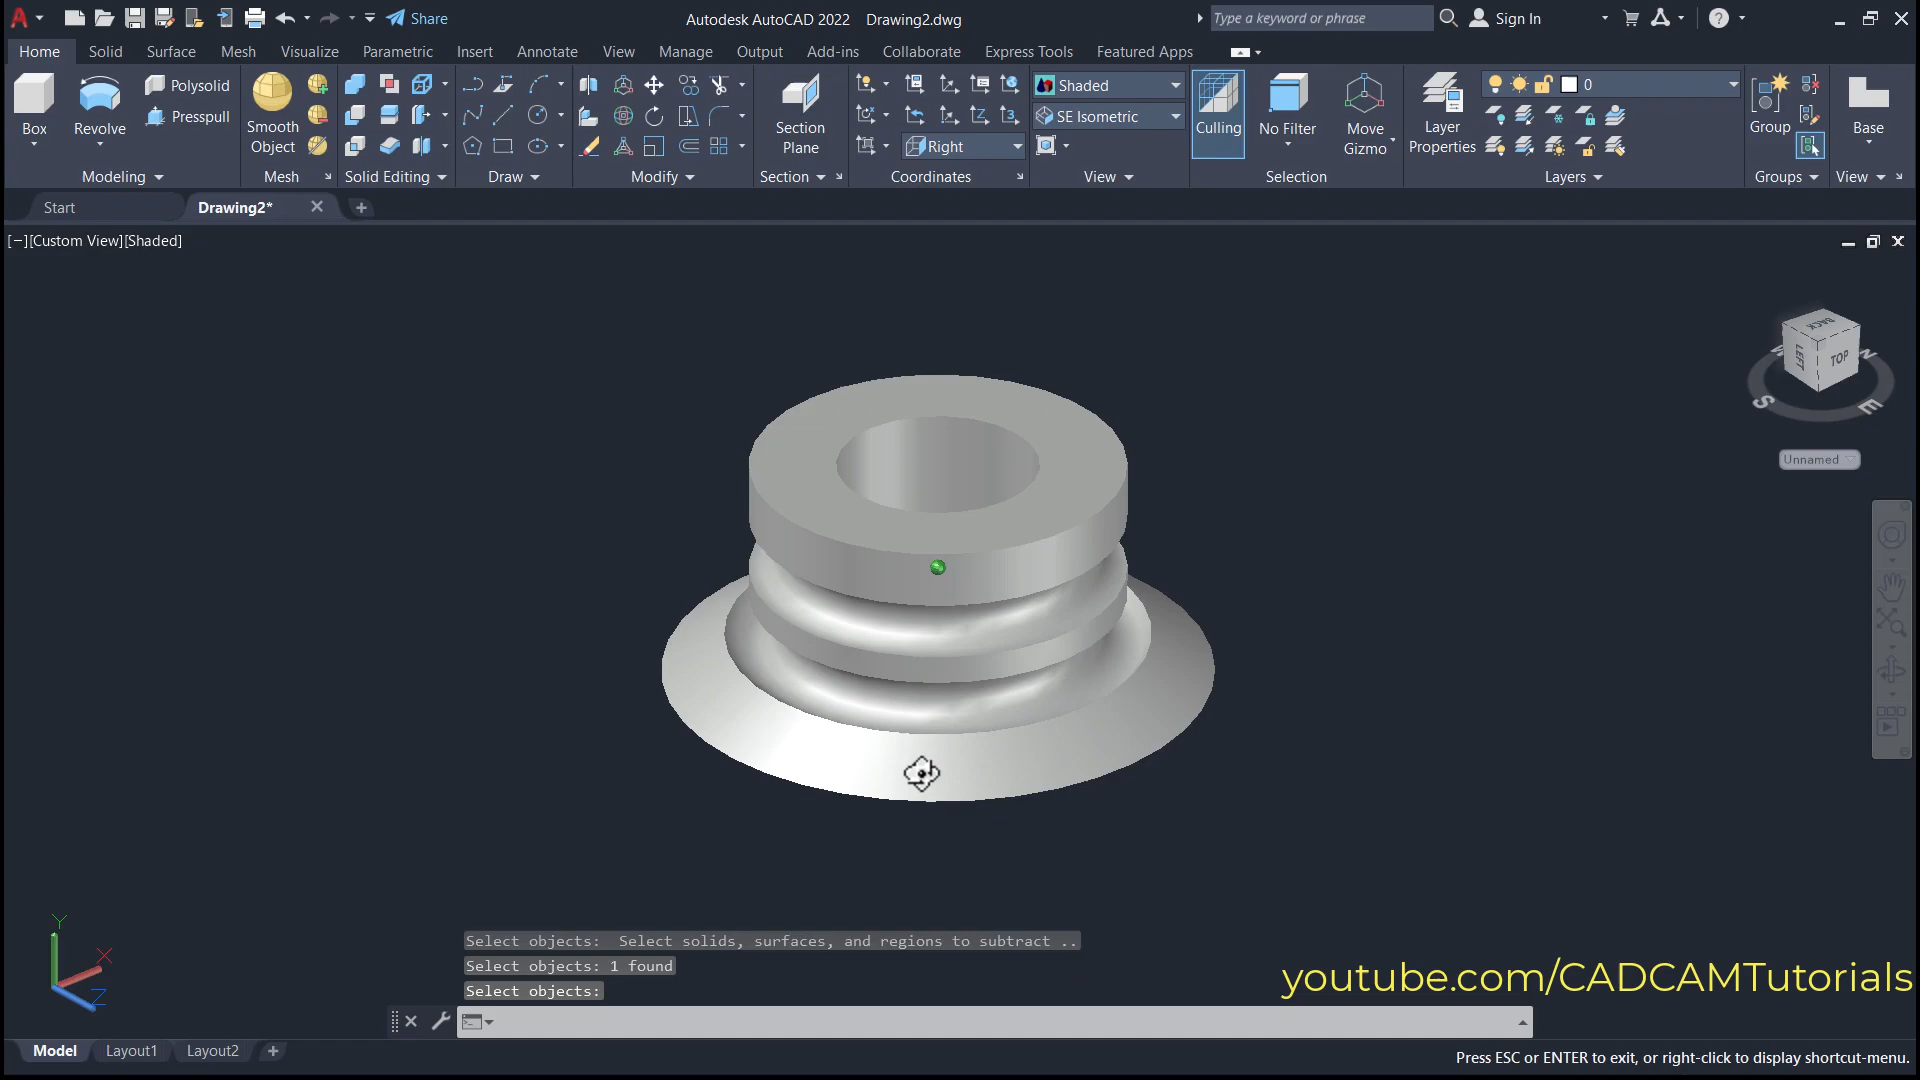 Share
Autodesk AutoCAD 2022 Drawing2.dwg
Type a keyword or phrase
Sign In
Home Solid Surface Mesh Visualize Parametric Insert Annotate View Manage Output Add-ins Collaborate Express Tools Featured Apps
Box
Revolve
Polysolid
Presspull
Modeling
Smooth
Object
Mesh
Solid Editing
Draw
Modify
Section
Plane
Section
Right
Coordinates
Shaded
SE Isometric
View
Culling
No Filter
Move
Gizmo
Selection
Layer
Properties
0
Layers
Group
Groups
Base
View
Start
Drawing2*
[−][Custom View][Shaded]
BACK
LEFT
TOP
W
N
S
E
Unnamed
Y
X
Z
Select objects: Select solids, surfaces, and regions to subtract ..
Select objects: 1 found
Select objects:
youtube.com/CADCAMTutorials
Model Layout1 Layout2
Press ESC or ENTER to exit, or right-click to display shortcut-menu.